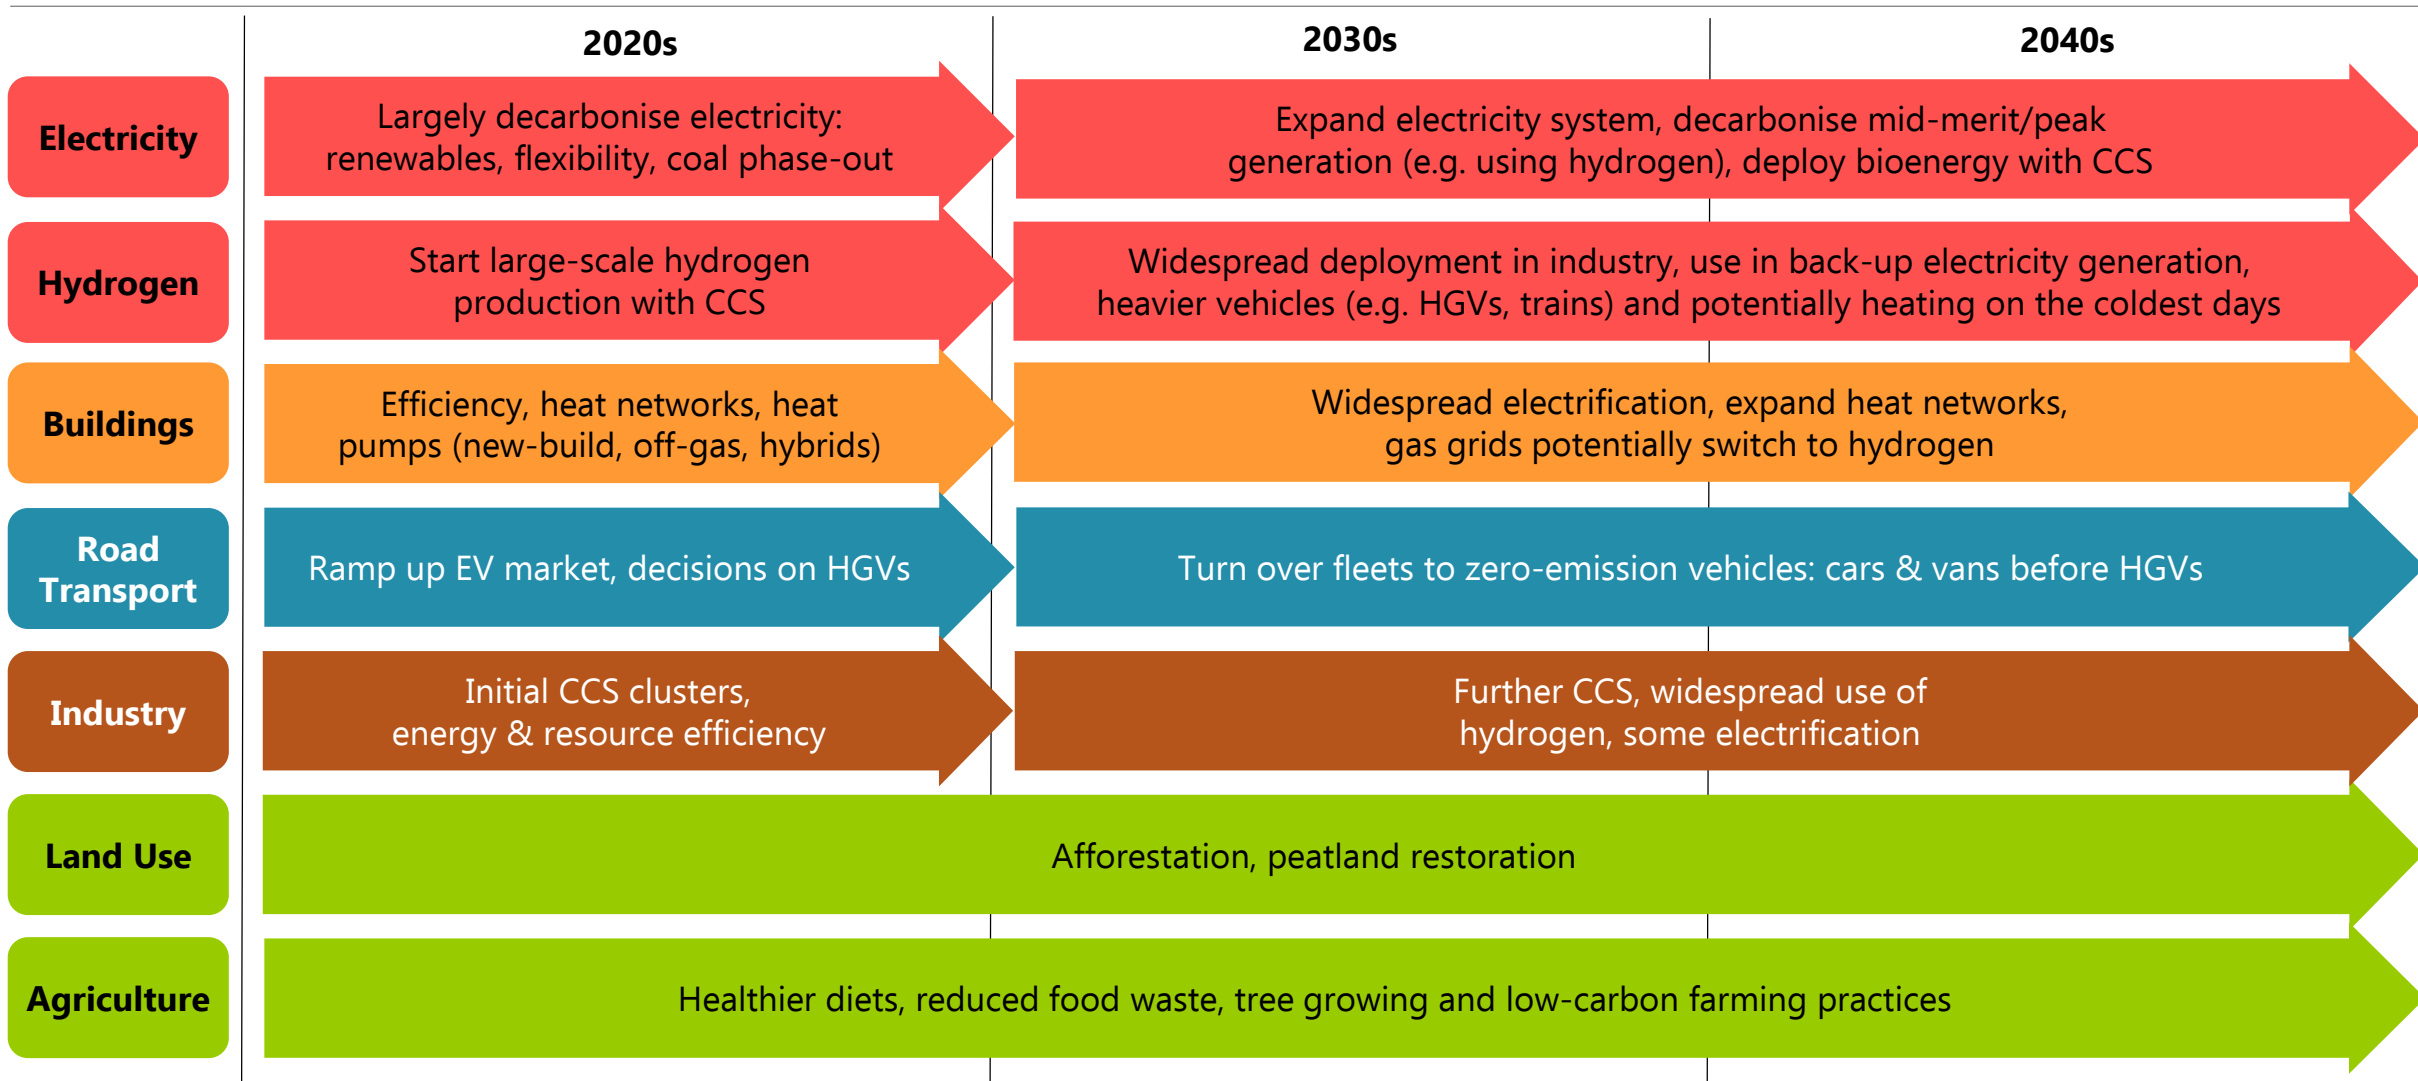 2020s
2030s
2040s
Electricity
Largely decarbonise electricity:
renewables, flexibility, coal phase-out
Expand electricity system, decarbonise mid-merit/peak
generation (e.g. using hydrogen), deploy bioenergy with CCS
Hydrogen
Start large-scale hydrogen
production with CCS
Widespread deployment in industry, use in back-up electricity generation,
heavier vehicles (e.g. HGVs, trains) and potentially heating on the coldest days
Buildings
Efficiency, heat networks, heat
pumps (new-build, off-gas, hybrids)
Widespread electrification, expand heat networks,
gas grids potentially switch to hydrogen
Road
Transport
Ramp up EV market, decisions on HGVs
Turn over fleets to zero-emission vehicles: cars & vans before HGVs
Industry
Initial CCS clusters,
energy & resource efficiency
Further CCS, widespread use of
hydrogen, some electrification
Land Use
Afforestation, peatland restoration
Agriculture
Healthier diets, reduced food waste, tree growing and low-carbon farming practices